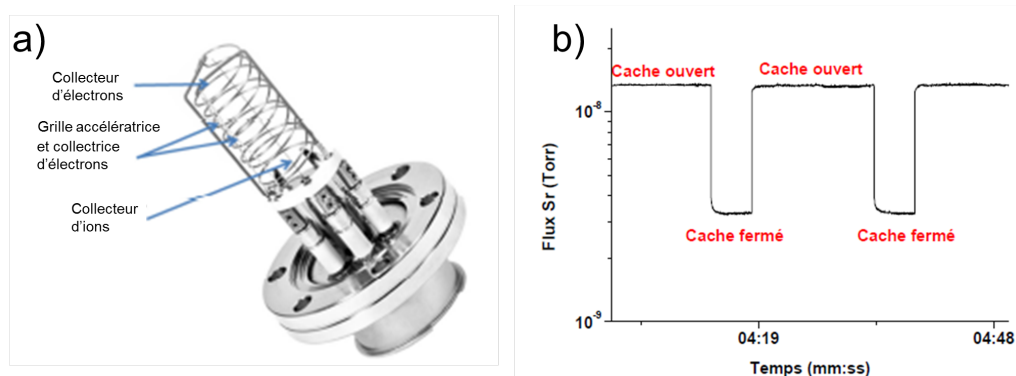 a)
Collecteur
d'électrons
Grille accélératrice
et collectrice
d'électrons
Collecteur
d'ions
b)
Cache ouvert
Cache ouvert
10⁻⁸
Flux Sr (Torr)
Cache fermé
Cache fermé
10⁻⁹
04:19
04:48
Temps (mm:ss)